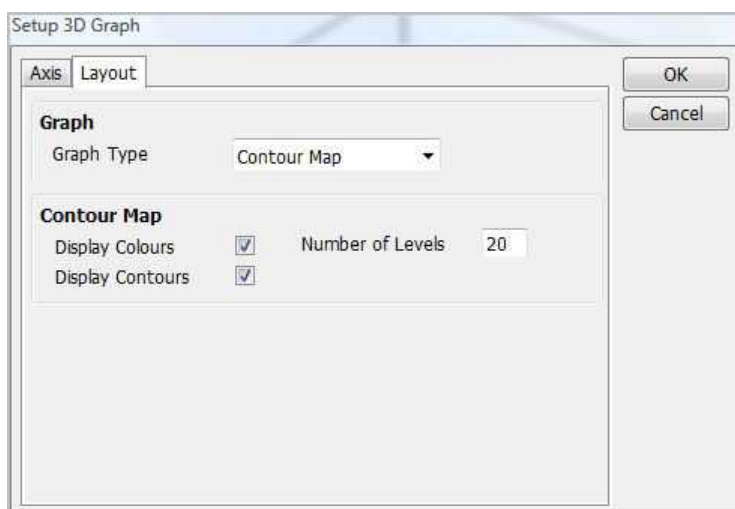 Setup 3D Graph
Axis Layout
OK
Cancel
Graph
Graph Type Contour Map
Contour Map
Display Colours Number of Levels 20
Display Contours